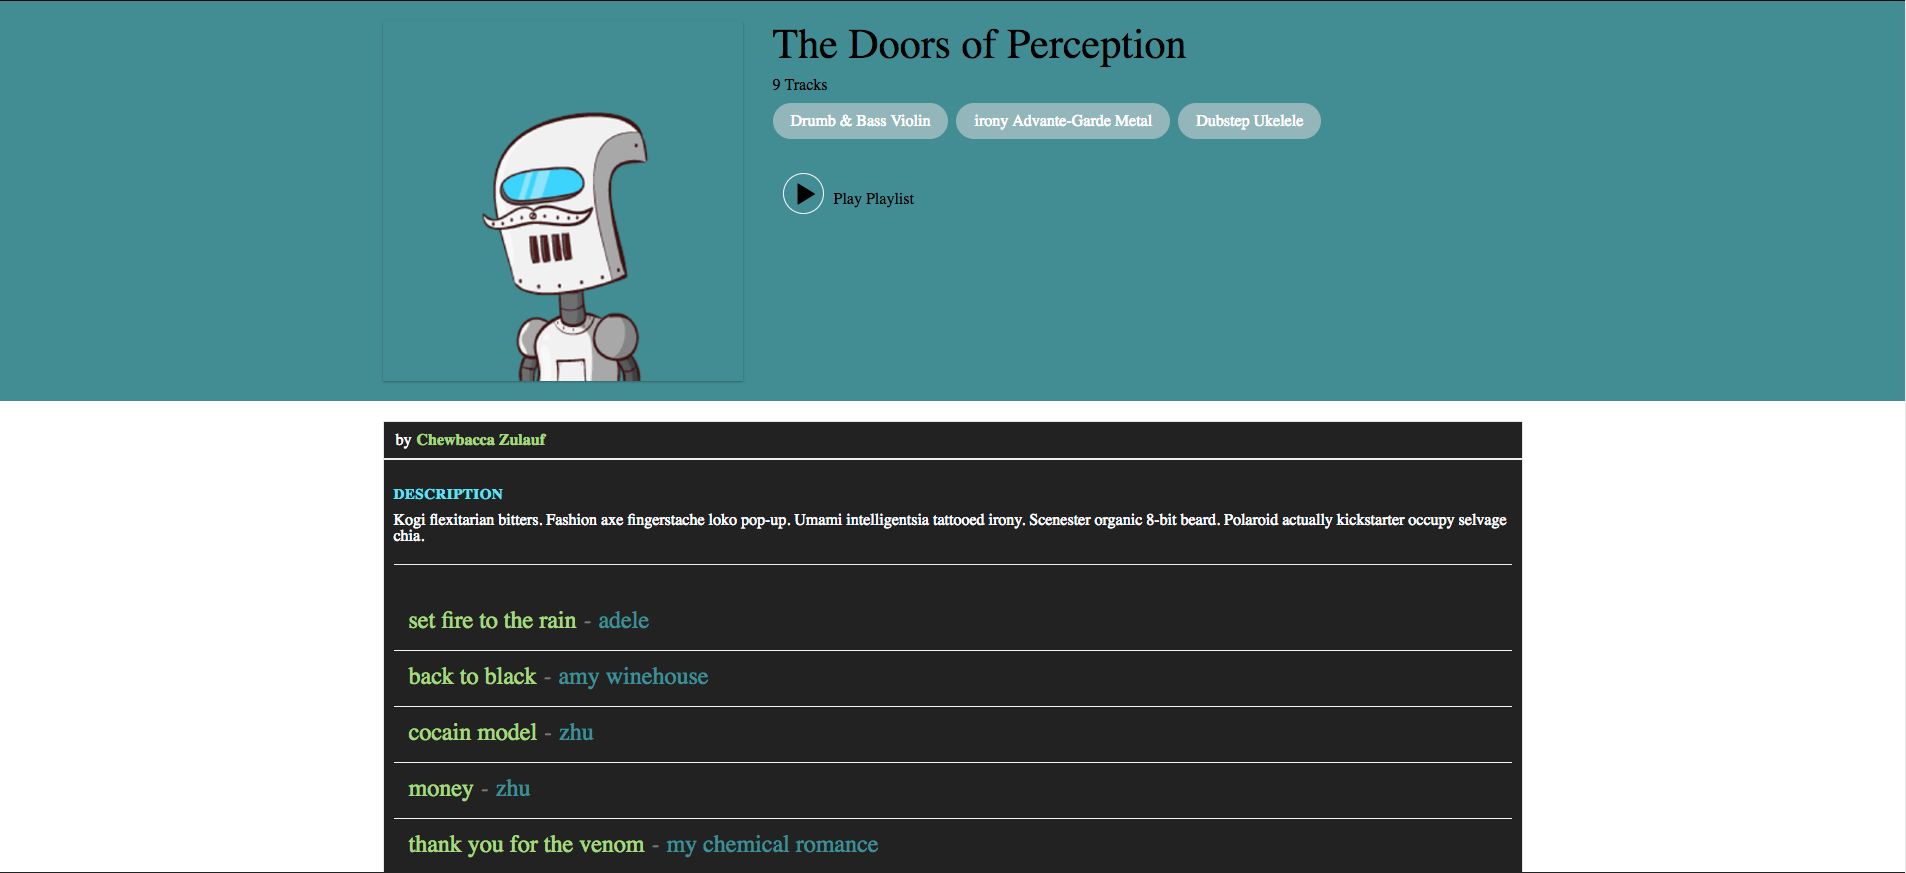 The Doors of Perception
9 Tracks
Drumb & Bass Violin irony Advante-Garde Metal Dubstep Ukelele
Play Playlist
by Chewbacca Zulauf
DESCRIPTION
Kogi flexitarian bitters. Fashion axe fingerstache loko pop-up. Umami intelligentsia tattooed irony. Scenester organic 8-bit beard. Polaroid actually kickstarter occupy selvage
chia.
set fire to the rain - adele
back to black - amy winehouse
cocain model - zhu
money - zhu
thank you for the venom - my chemical romance